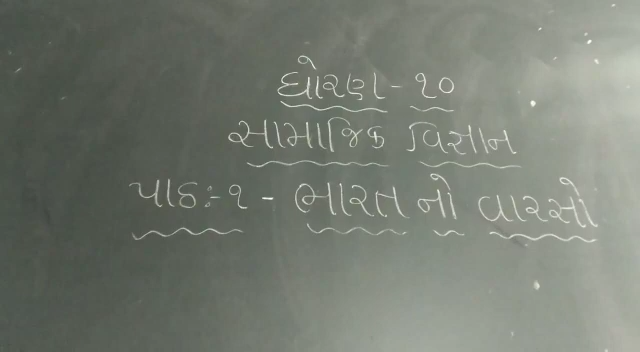 ધોરણ - ૧૦
સામાજિક વિજ્ઞાન
પાઠ:-૧ - ભારત નો વારસો